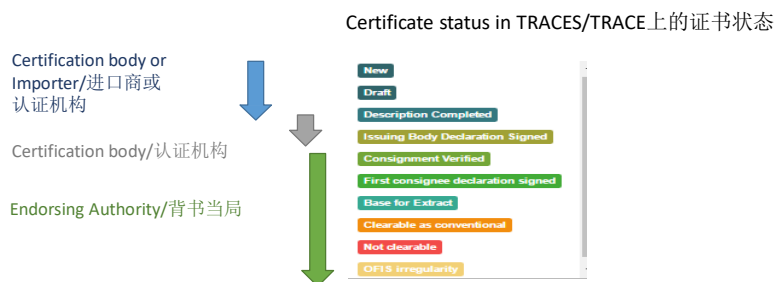 Certificate status in TRACES/TRACE上的证书状态
Certification body or
Importer/进口商或
认证机构
Certification body/认证机构
Endorsing Authority/背书当局
New
Draft
Description Completed
Issuing Body Declaration Signed
Consignment Verified
First consignee declaration signed
Base for Extract
Clearable as conventional
Not clearable
OFIS Irregularity